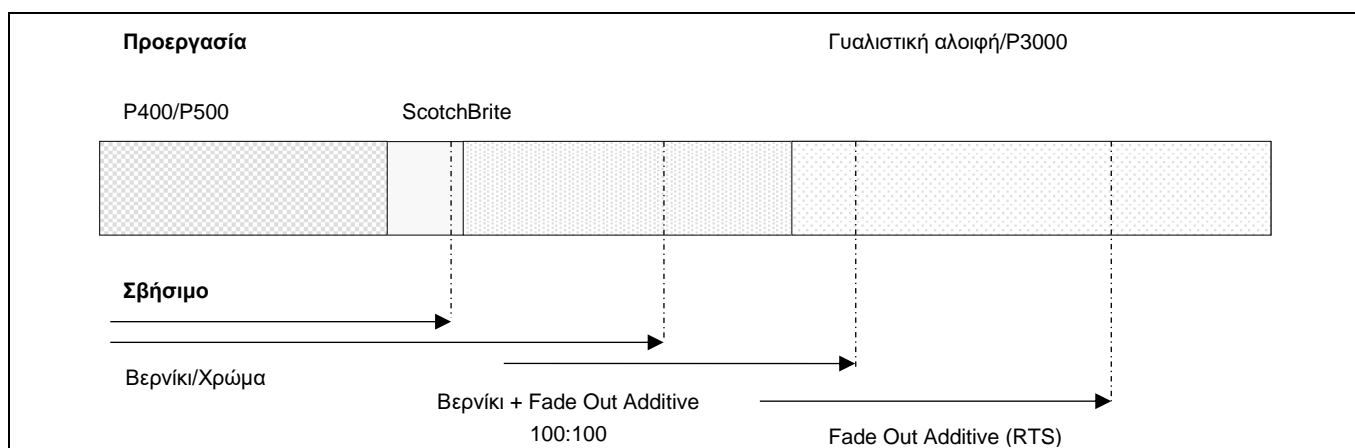 Προεργασία
Γυαλιστική αλοιφή/P3000
P400/P500
ScotchBrite
Σβήσιμο
Βερνίκι/Χρώμα
Βερνίκι + Fade Out Additive
100:100
Fade Out Additive (RTS)